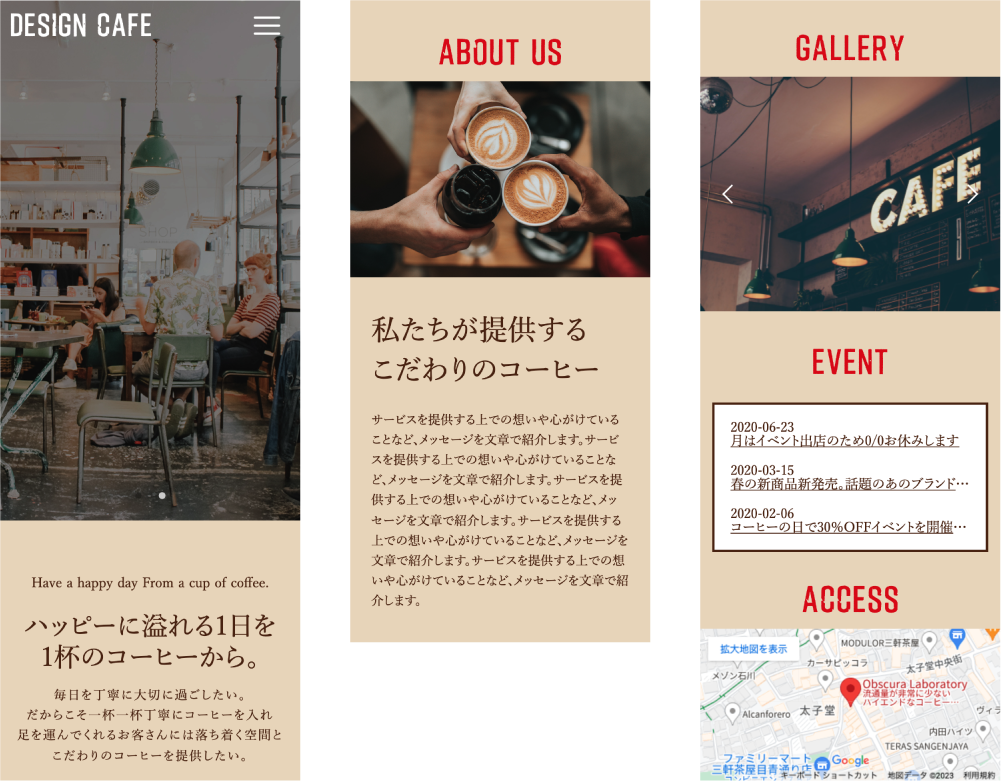 DESIGN CAFE
SHOP
Have a happy day From a cup of coffee.
ハッピーに溢れる1日を
1杯のコーヒーから。
毎日を丁寧に大切に過ごしたい。
だからこそ一杯一杯丁寧にコーヒーを入れ
足を運んでくれるお客さんには落ち着く空間と
こだわりのコーヒーを提供したい。
ABOUT US
私たちが提供する
こだわりのコーヒー
サービスを提供する上での想いや心がけている
ことなど、メッセージを文章で紹介します。サービ
スを提供する上での想いや心がけていることな
ど、メッセージを文章で紹介します。サービスを提
供する上での想いや心がけていることなど、メッ
セージを文章で紹介します。サービスを提供する
上での想いや心がけていることなど、メッセージを
文章で紹介します。サービスを提供する上での想
いや心がけていることなど、メッセージを文章で紹
介します。
GALLERY
CAFE
EVENT
2020-06-23
月はイベント出店のため0/0お休みします
2020-03-15
春の新商品新発売。話題のあのブランド…
2020-02-06
コーヒーの日で30%OFFイベントを開催…
ACCESS
拡大地図を表示
MODULOR三軒茶屋
カーサピッコラ
太子堂中央街
メゾン石川
Obscura Laboratory
流通量が非常に少ない
ハイエンドなコーヒー…
Alcanforero
太子堂
ヴィラ
内田ハイツ
TERAS SANGENJAYA
ファミリーマート
三軒茶屋目青通り店
コンビニエンス
Google
キーボード ショートカット
地図データ ©2023
利用規約